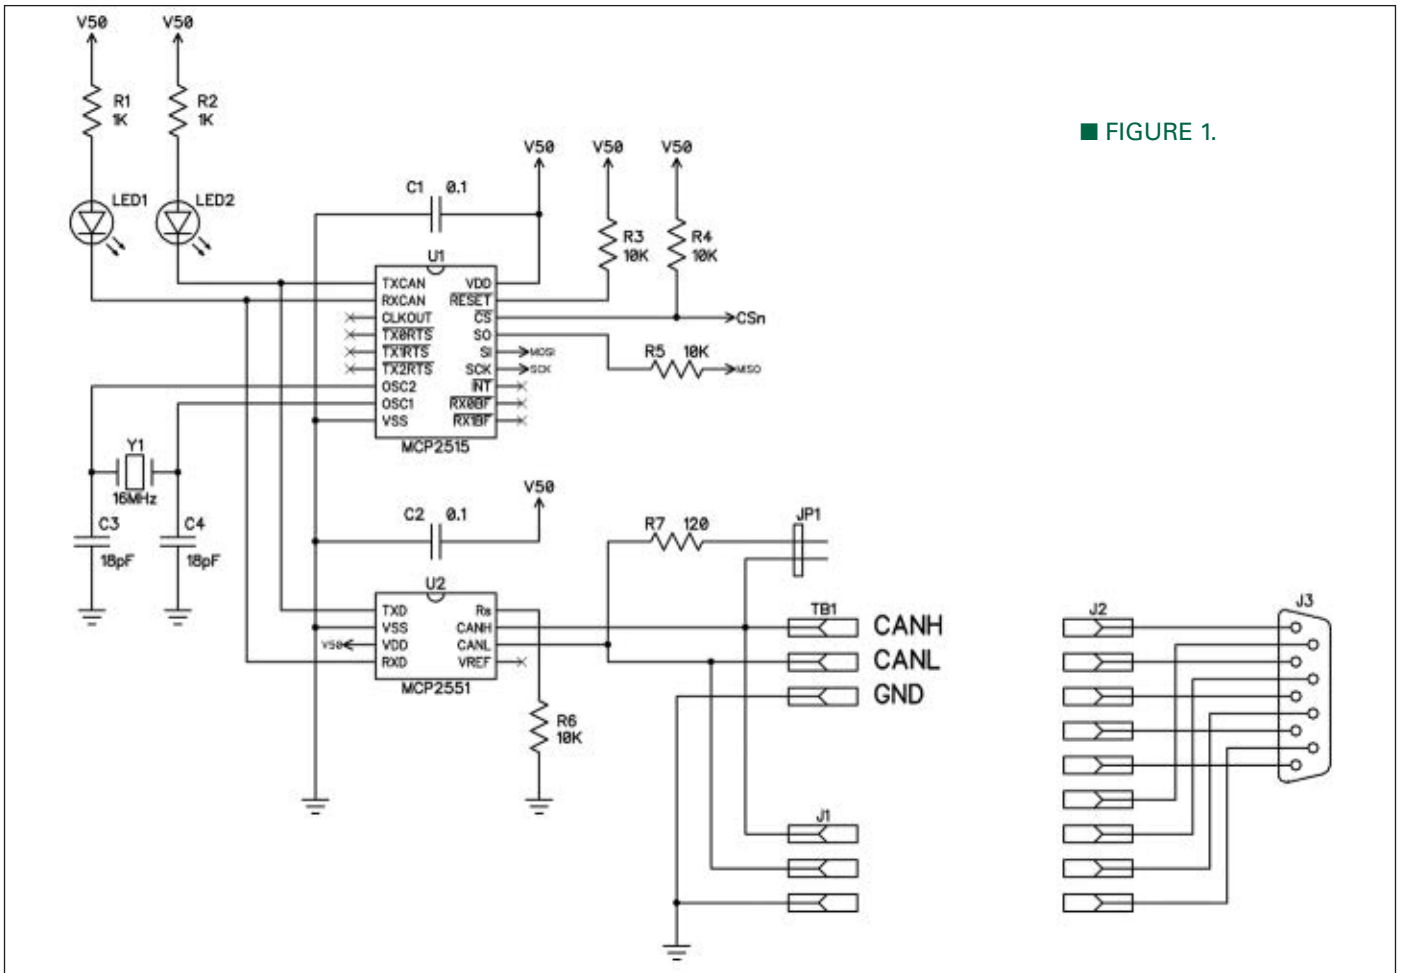 V50
V50
R1
1K
R2
1K
LED1
LED2
■ FIGURE 1.
V50
V50
V50
C1 0.1
R3
10K
R4
10K
U1
TXCAN
RXCAN
CLKOUT
TX0RTS
TX1RTS
TX2RTS
OSC2
OSC1
VSS
VDD
RESET
CS
SO
SI
SCK
INT
RX0BF
RX1BF
MCP2515
CSn
MOSI
SCK
R5 10K
MISO
Y1
16MHz
C3
18pF
C4
18pF
V50
C2 0.1
U2
TXD
VSS
VDD
RXD
Rs
CANH
CANL
VREF
MCP2551
V50
R6
10K
R7 120
JP1
TB1
CANH
CANL
GND
J1
J2
J3